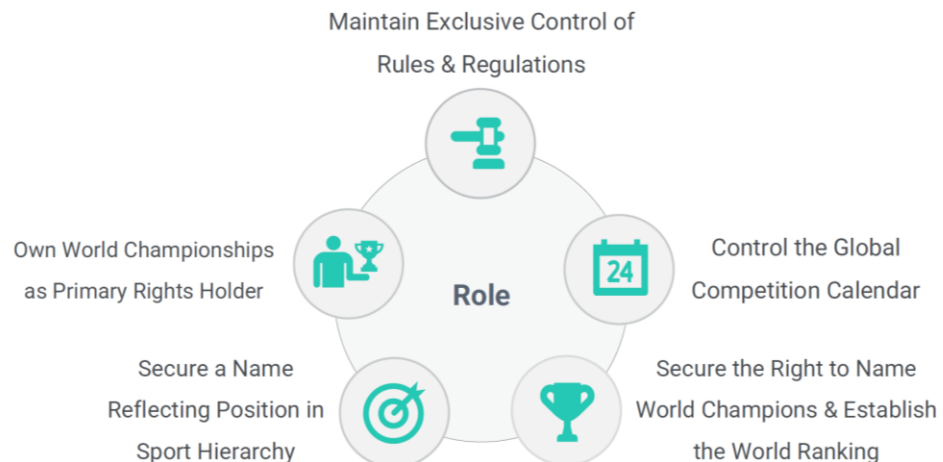 Maintain Exclusive Control of
Rules & Regulations
Own World Championships
as Primary Rights Holder
24
Control the Global
Competition Calendar
Role
Secure a Name
Reflecting Position in
Sport Hierarchy
Secure the Right to Name
World Champions & Establish
the World Ranking